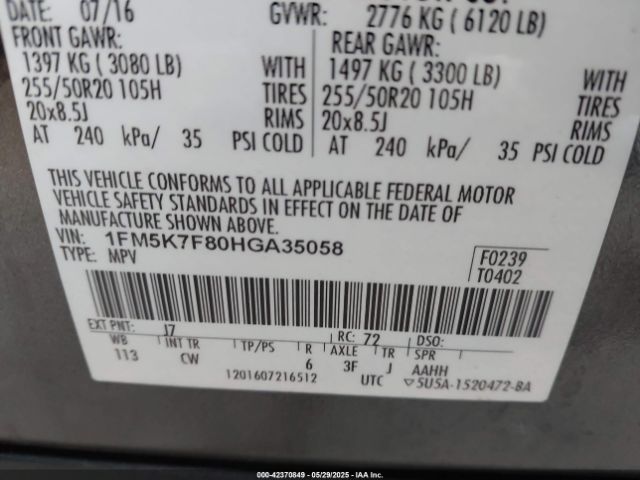 DATE: 07/16 GVWR: 2776 KG ( 6120 LB)
FRONT GAWR: REAR GAWR:
1397 KG ( 3080 LB) WITH 1497 KG ( 3300 LB) WITH
255/50R20 105H TIRES 255/50R20 105H TIRES
20x8.5J RIMS 20x8.5J RIMS
AT 240 kPa/ 35 PSI COLD AT 240 kPa/ 35 PSI COLD
THIS VEHICLE CONFORMS TO ALL APPLICABLE FEDERAL MOTOR
VEHICLE SAFETY STANDARDS IN EFFECT ON THE DATE OF
MANUFACTURE SHOWN ABOVE.
VIN: 1FM5K7F80HGA35058 F0239
TYPE: MPV T0402
EXT PNT: J7 RC: 72 DSO:
WB INT TR TP/PS R AXLE TR SPR
113 CW 6 3F J AAHH
1201607216512 UTC ▽5U5A-1520472-BA
000-42370849 - 05/29/2025 - IAAI, Inc.